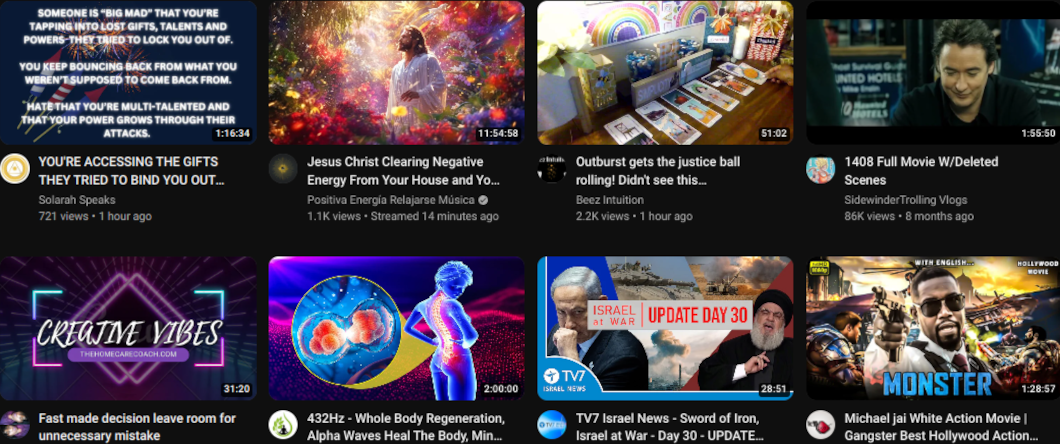 SOMEONE IS "BIG MAD" THAT YOU'RE
TAPPING INTO LOST GIFTS, TALENTS AND
POWERS THEY TRIED TO LOCK YOU OUT OF.
YOU KEEP BOUNCING BACK FROM WHAT YOU
WEREN'T SUPPOSED TO COME BACK FROM.
HATE THAT YOU'RE MULTI-TALENTED AND
THAT YOUR POWER GROWS THROUGH THEIR
ATTACKS.
1:16:34
YOU'RE ACCESSING THE GIFTS
THEY TRIED TO BIND YOU OUT...
Solarah Speaks
721 views • 1 hour ago
11:54:58
Jesus Christ Clearing Negative
Energy From Your House and Yo...
Positiva Energía Relajarse Música
1.1K views • Streamed 14 minutes ago
51:02
Outburst gets the justice ball
rolling! Didn't see this...
Beez Intuition
2.2K views • 1 hour ago
1:55:50
1408 Full Movie W/Deleted
Scenes
SidewinderTrolling Vlogs
86K views • 8 months ago
CREATIVE VIBES
THEHOMECARECOACH.COM
31:20
Fast made decision leave room for
unnecessary mistake
2:00:00
432Hz - Whole Body Regeneration,
Alpha Waves Heal The Body, Min...
ISRAEL
at WAR
UPDATE DAY 30
TV7
ISRAEL NEWS
28:51
TV7 Israel News - Sword of Iron,
Israel at War - Day 30 - UPDATE...
WITH ENGLISH...
HOLLYWOOD
MOVIE
MONSTER
1:28:57
Michael jai White Action Movie |
Gangster Best Hollywood Action...